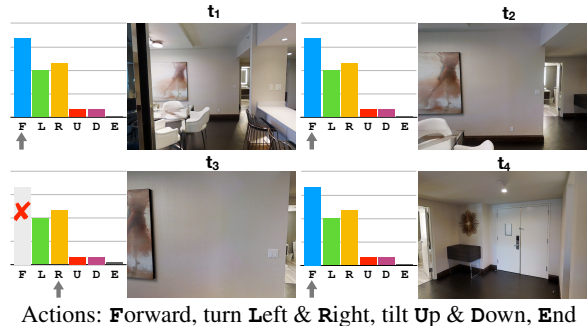 t1
t2
F L R U D E
F L R U D E
t3
t4
F L R U D E
F L R U D E
Actions: Forward, turn Left & Right, tilt Up & Down, End